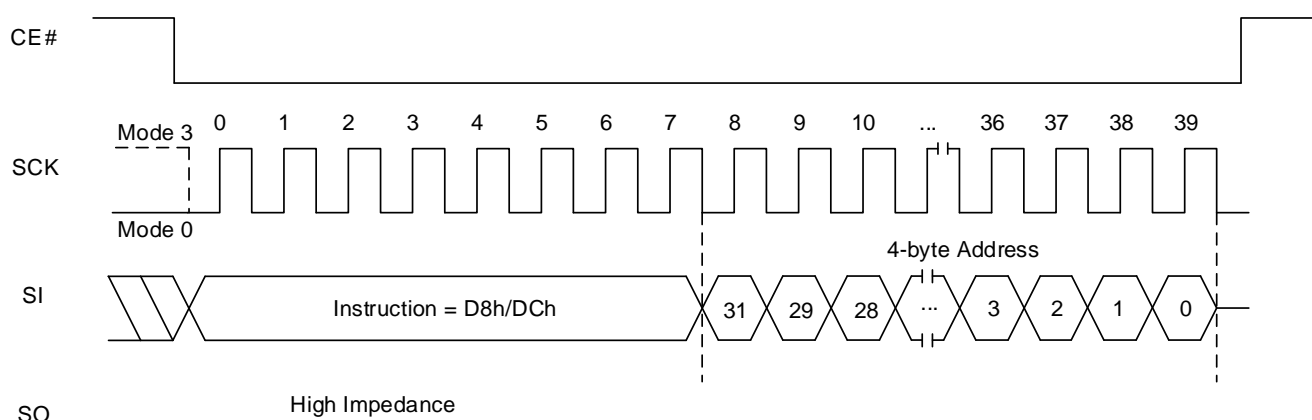 CE#
Mode 3
0 1 2 3 4 5 6 7 8 9 10 ... 36 37 38 39
SCK
Mode 0
4-byte Address
SI
Instruction = D8h/DCh
31 29 28 ... 3 2 1 0
High Impedance
SO